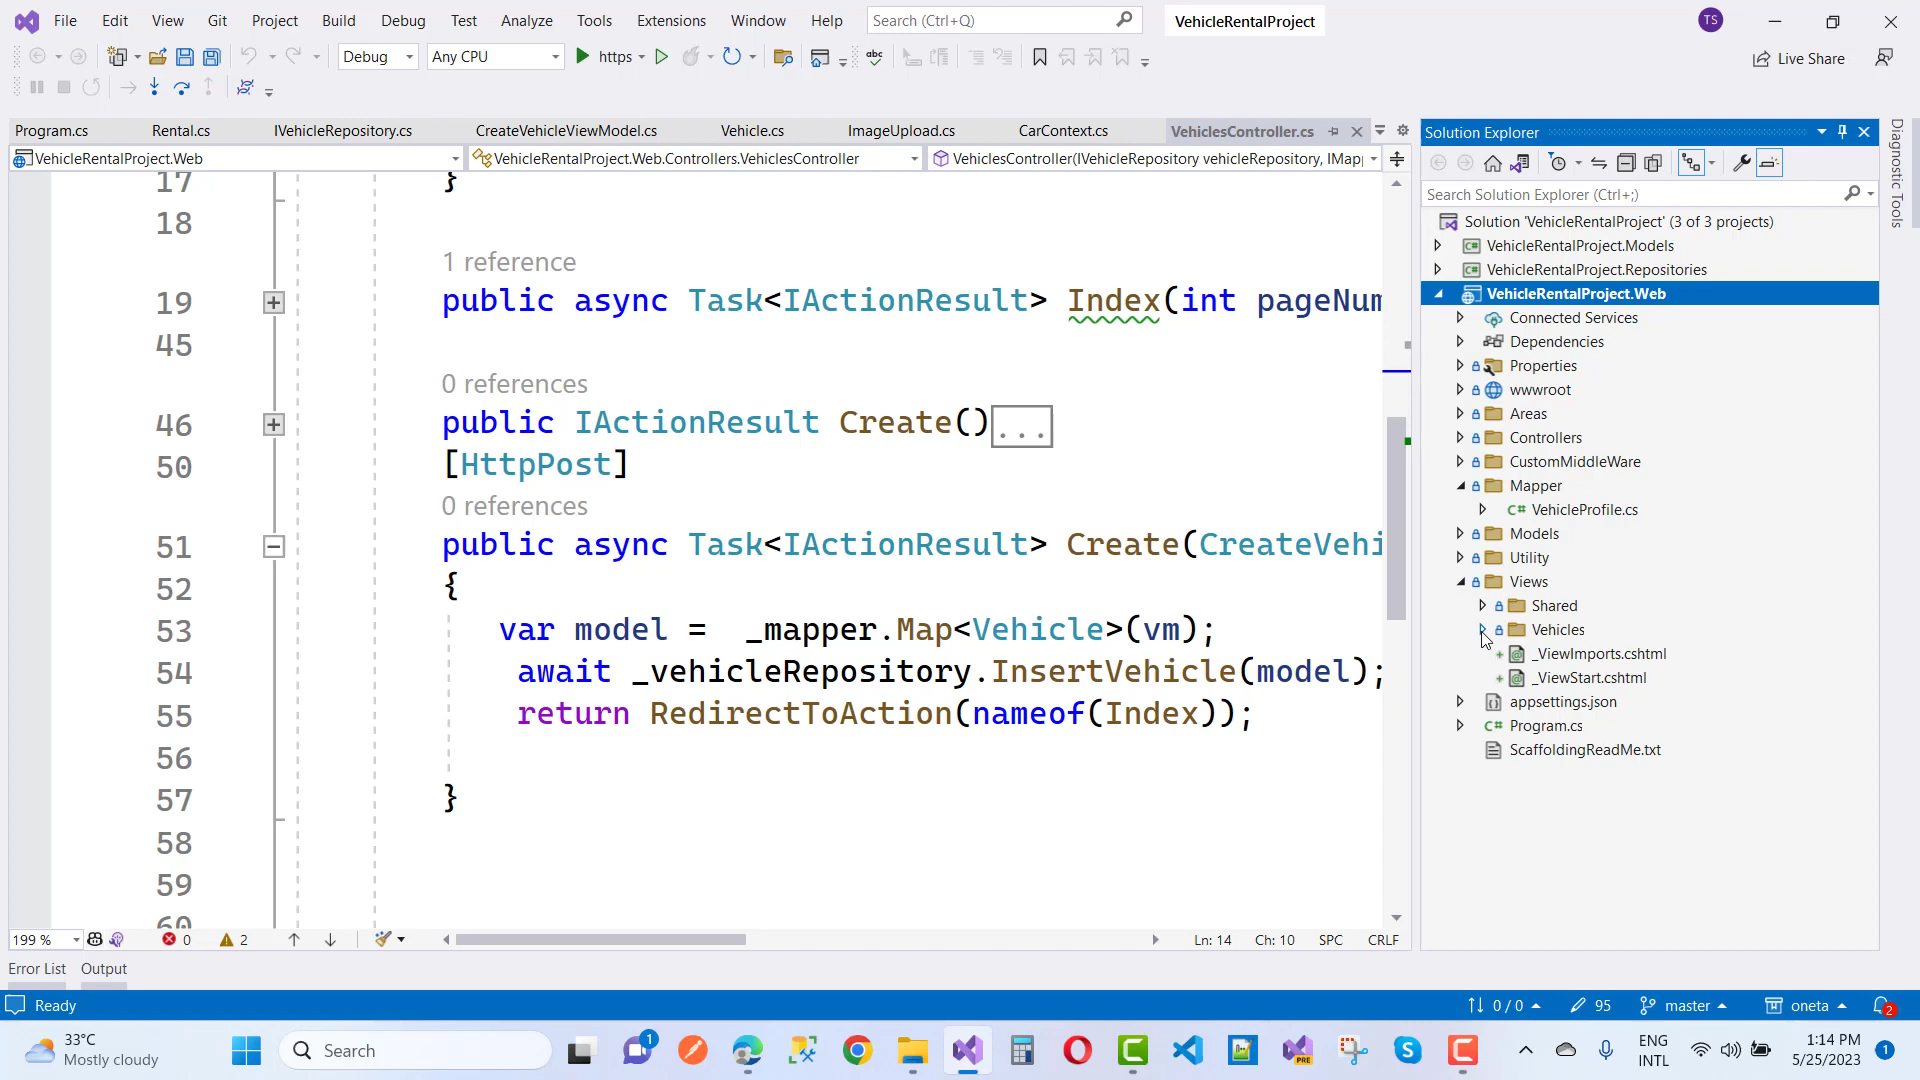 File Edit View Git Project Build Debug Test Analyze Tools Extensions Window Help Search (Ctrl+Q) VehicleRentalProject TS
Debug Any CPU https Live Share
Program.cs Rental.cs IVehicleRepository.cs CreateVehicleViewModel.cs Vehicle.cs ImageUpload.cs CarContext.cs VehiclesController.cs
VehicleRentalProject.Web VehicleRentalProject.Web.Controllers.VehiclesController VehiclesController(IVehicleRepository vehicleRepository, IMap
17 }
18
1 reference
19 public async Task<IActionResult> Index(int pageNum
45
0 references
46 public IActionResult Create()...
50 [HttpPost]
0 references
51 public async Task<IActionResult> Create(CreateVehi
52 {
53 var model = _mapper.Map<Vehicle>(vm);
54 await _vehicleRepository.InsertVehicle(model);
55 return RedirectToAction(nameof(Index));
56
57 }
58
59
60
199 % 0 2 Ln: 14 Ch: 10 SPC CRLF
Solution Explorer
Search Solution Explorer (Ctrl+;)
Solution 'VehicleRentalProject' (3 of 3 projects)
VehicleRentalProject.Models
VehicleRentalProject.Repositories
VehicleRentalProject.Web
Connected Services
Dependencies
Properties
wwwroot
Areas
Controllers
CustomMiddleWare
Mapper
C# VehicleProfile.cs
Models
Utility
Views
Shared
Vehicles
_ViewImports.cshtml
_ViewStart.cshtml
appsettings.json
C# Program.cs
ScaffoldingReadMe.txt
Diagnostic Tools
Error List Output
Ready 0 / 0 95 master oneta 2
33°C
Mostly cloudy
Search
1
PRE
ENG
INTL
1:14 PM
5/25/2023
1